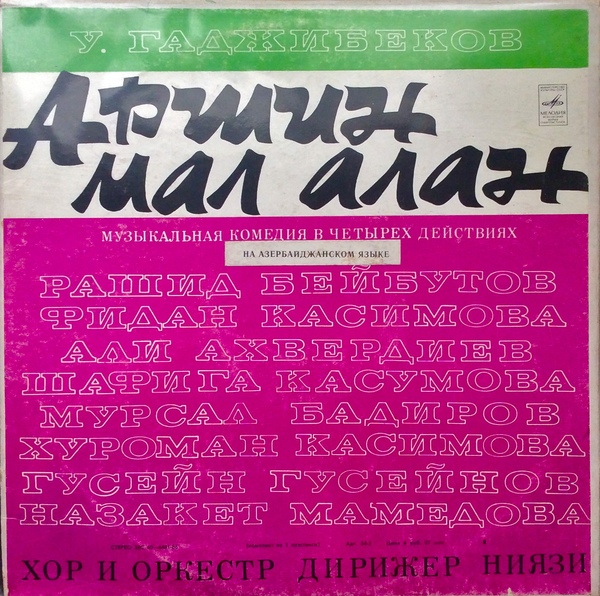 У. ГАДЖИБЕКОВ
Аршин
мал алан
МЕЛОДИЯ
МУЗЫКАЛЬНАЯ КОМЕДИЯ В ЧЕТЫРЕХ ДЕЙСТВИЯХ
НА АЗЕРБАЙДЖАНСКОМ ЯЗЫКЕ
РАШИД БЕЙБУТОВ
ФИДАН КАСИМОВА
АЛИ АХВЕРДИЕВ
ШАФИГА КАСУМОВА
МУРСАЛ БАДИРОВ
ХУРОМАН КАСИМОВА
ГУСЕЙН ГУСЕЙНОВ
НАЗАКЕТ МАМЕДОВА
ХОР И ОРКЕСТР ДИРИЖЕР НИЯЗИ